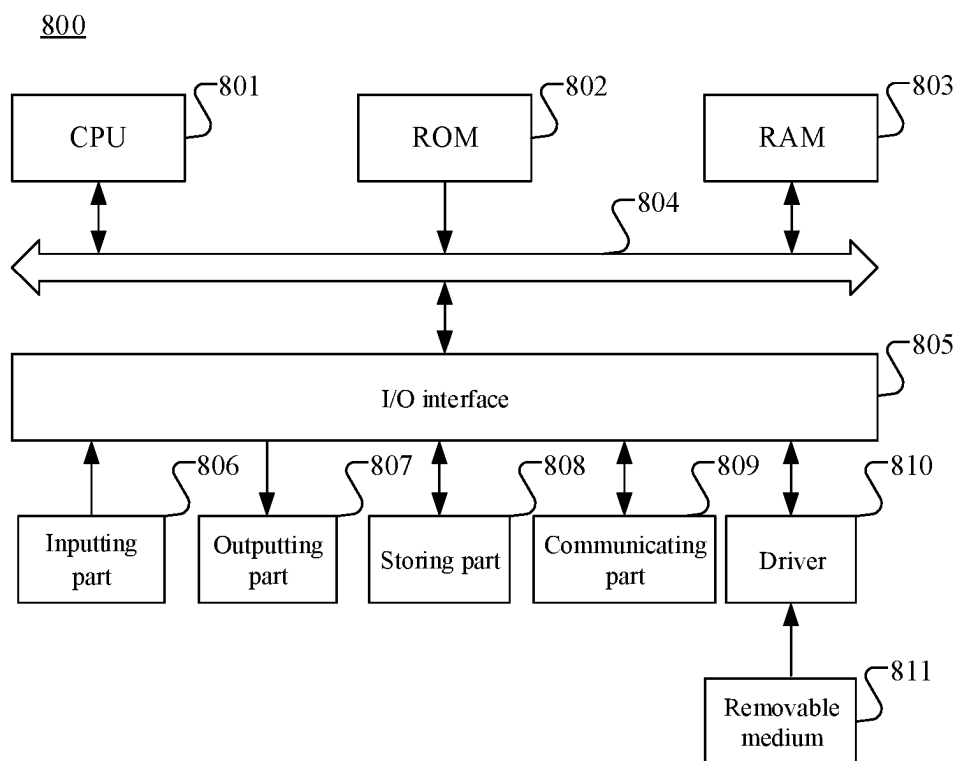 800
801
802
803
CPU
ROM
RAM
804
805
I/O interface
806
807
808
809
810
Inputting
part
Outputting
part
Storing part
Communicating
part
Driver
811
Removable
medium